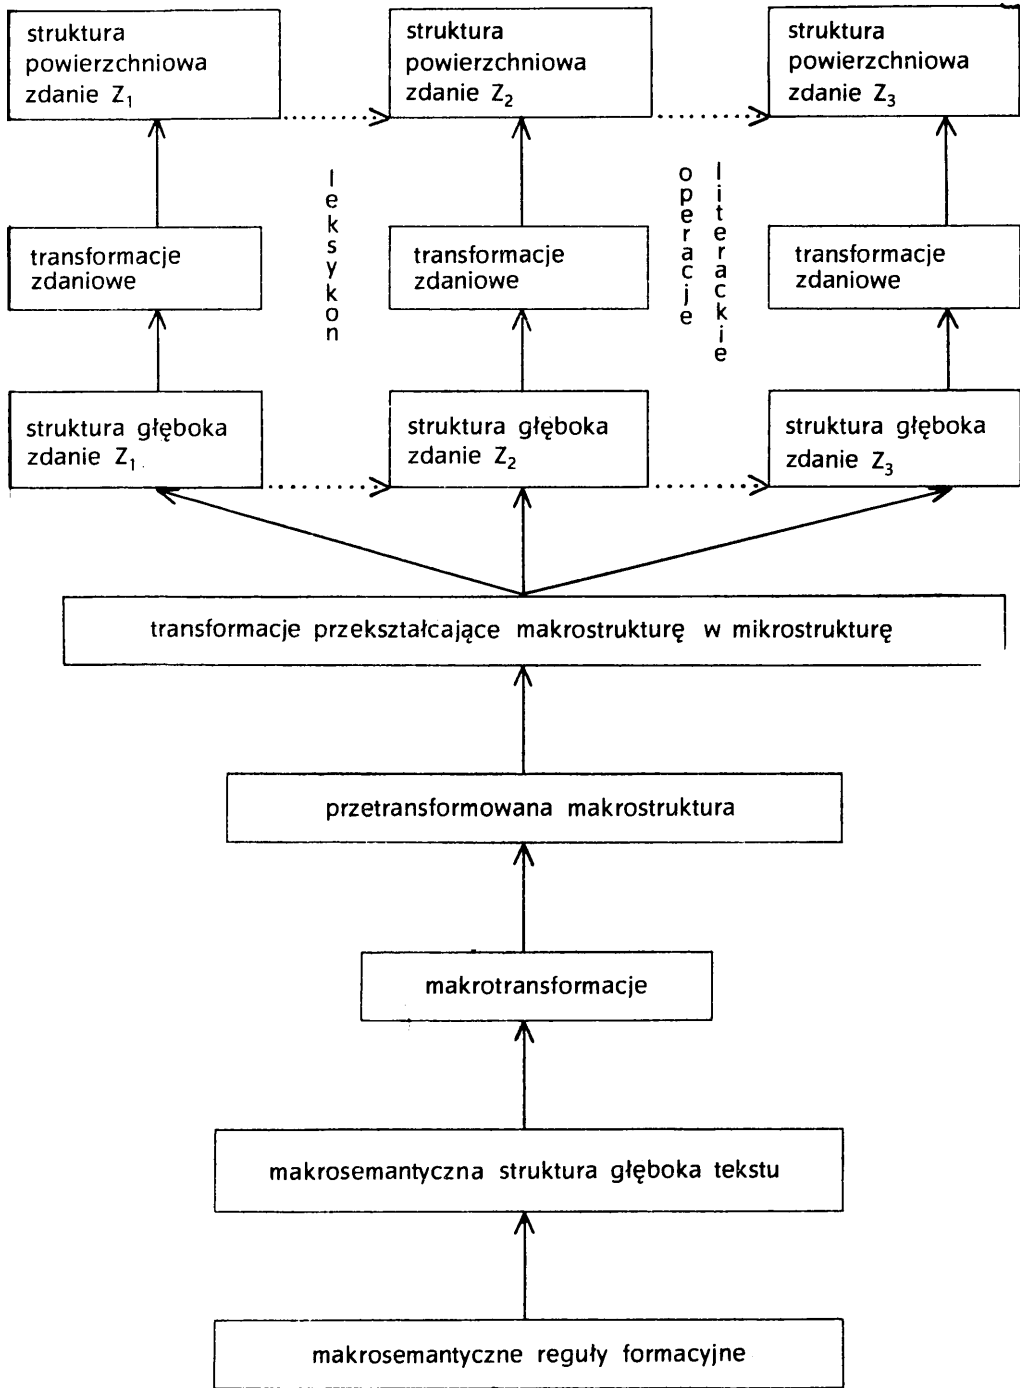 struktura
powierzchniowa
zdanie Z₁
struktura
powierzchniowa
zdanie Z₂
struktura
powierzchniowa
zdanie Z₃
leksykon
operacje
literackie
transformacje
zdaniowe
transformacje
zdaniowe
transformacje
zdaniowe
struktura głęboka
zdanie Z₁
struktura głęboka
zdanie Z₂
struktura głęboka
zdanie Z₃
transformacje przekształcające makrostrukturę w mikrostrukturę
przetransformowana makrostruktura
makrotransformacje
makrosemantyczna struktura głęboka tekstu
makrosemantyczne reguły formacyjne